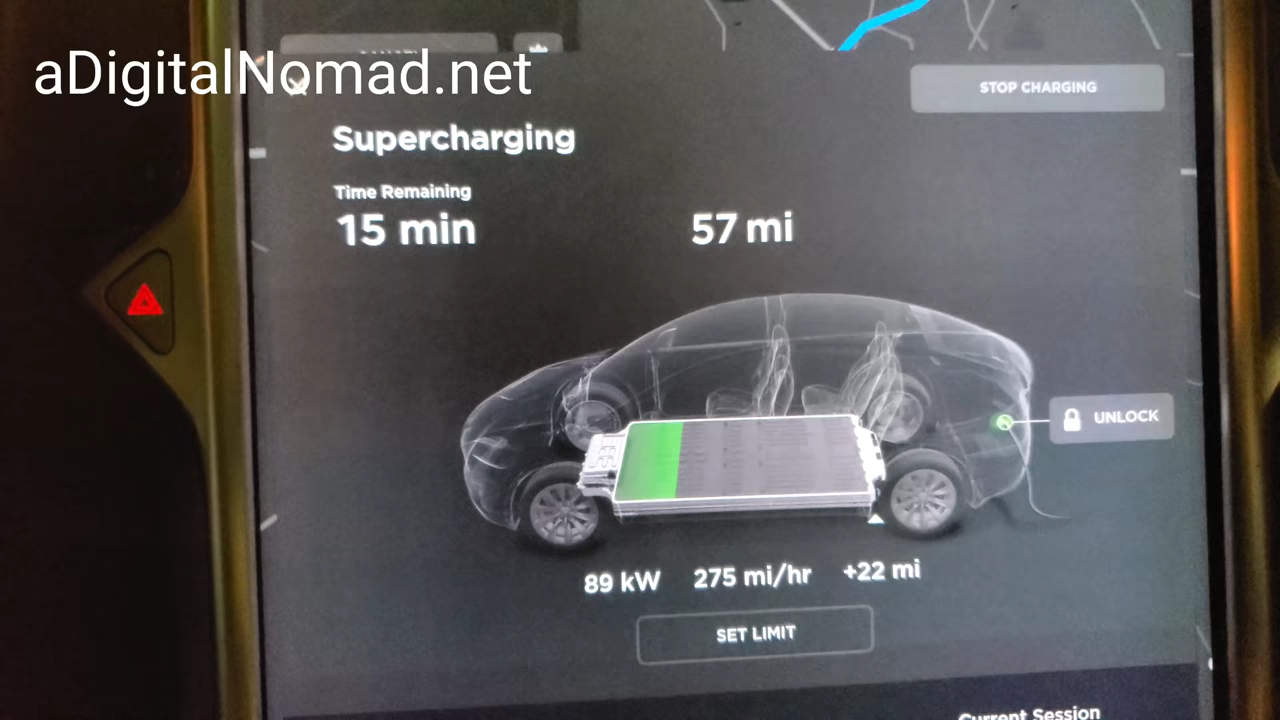 aDigitalNomad.net
STOP CHARGING
Supercharging
Time Remaining
15 min
57 mi
UNLOCK
89 kW 275 mi/hr +22 mi
SET LIMIT
Current Session